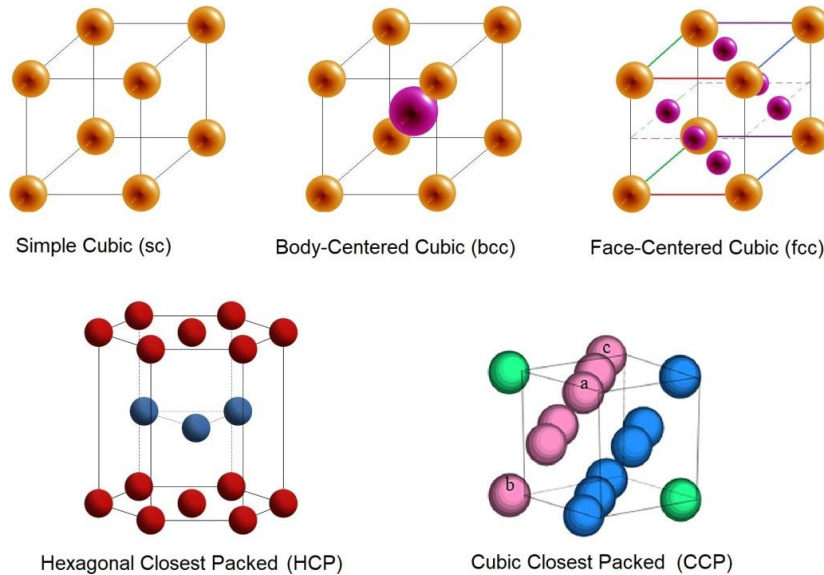 Simple Cubic (sc)
Body-Centered Cubic (bcc)
Face-Centered Cubic (fcc)
c
a
b
Hexagonal Closest Packed (HCP)
Cubic Closest Packed (CCP)